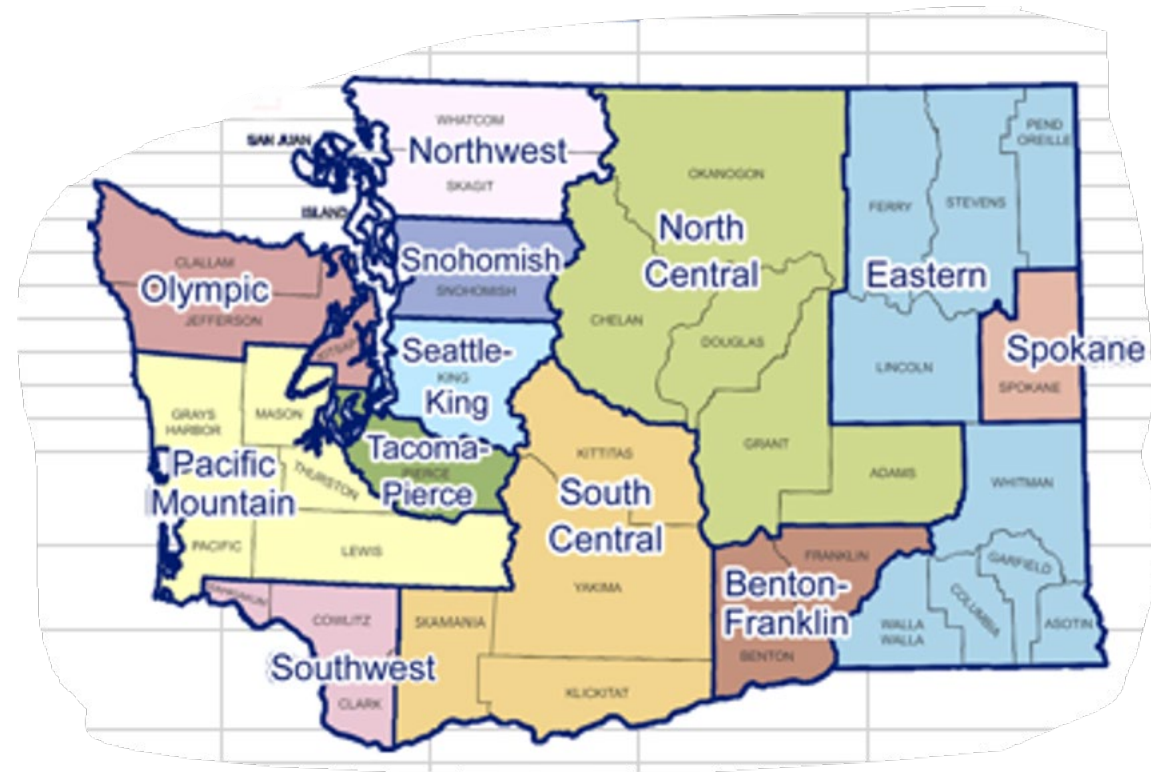 WHATCOM
SAN JUAN
Northwest
SKAGIT
ISLAND
OKANOGON
PEND
OREILLE
FERRY
STEVENS
North
Central
CLALLAM
Olympic
JEFFERSON
Snohomish
SNOHOMISH
Eastern
CHELAN
DOUGLAS
KITSAP
Seattle-
KING
King
LINCOLN
Spokane
SPOKANE
GRAYS
HARBOR
MASON
Pacific
Mountain
THURSTON
Tacoma-
PIERCE
Pierce
KITTITAS
GRANT
ADAMS
WHITMAN
South
Central
PACIFIC
LEWIS
YAKIMA
FRANKLIN
Benton-
Franklin
BENTON
GARFIELD
COLUMBIA
WALLA
WALLA
ASOTIN
WAHKIAKUM
COWLITZ
SKAMANIA
Southwest
CLARK
KLICKITAT